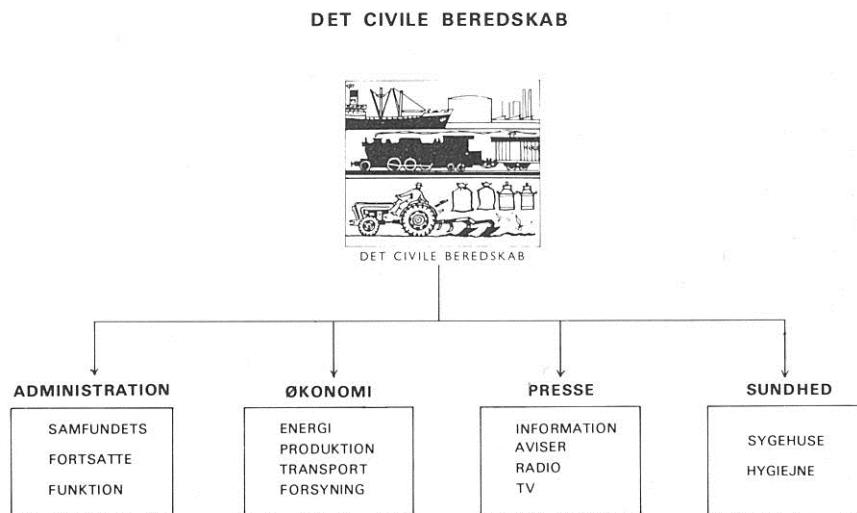 DET CIVILE BEREDSKAB
DET CIVILE BEREDSKAB
ADMINISTRATION
SAMFUNDETS
FORTSATTE
FUNKTION
ØKONOMI
ENERGI
PRODUKTION
TRANSPORT
FORSYNING
PRESSE
INFORMATION
AVISER
RADIO
TV
SUNDHED
SYGEHUSE
HYGIEJNE